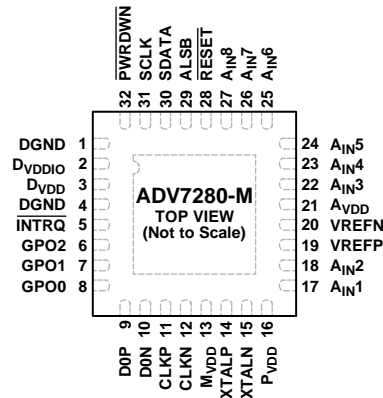 PWRDWN
SCLK
SDATA
ALSB
RESET
AIN8
AIN7
AIN6
32 31 30 29 28 27 26 25
DGND 1
DVDDIO 2
DVDD 3
DGND 4
INTRQ 5
GPO2 6
GPO1 7
GPO0 8
ADV7280-M
TOP VIEW
(Not to Scale)
24 AIN5
23 AIN4
22 AIN3
21 AVDD
20 VREFN
19 VREFP
18 AIN2
17 AIN1
9 10 11 12 13 14 15 16
D0P
D0N
CLKP
CLKN
MVDD
XTALP
XTALN
PVDD